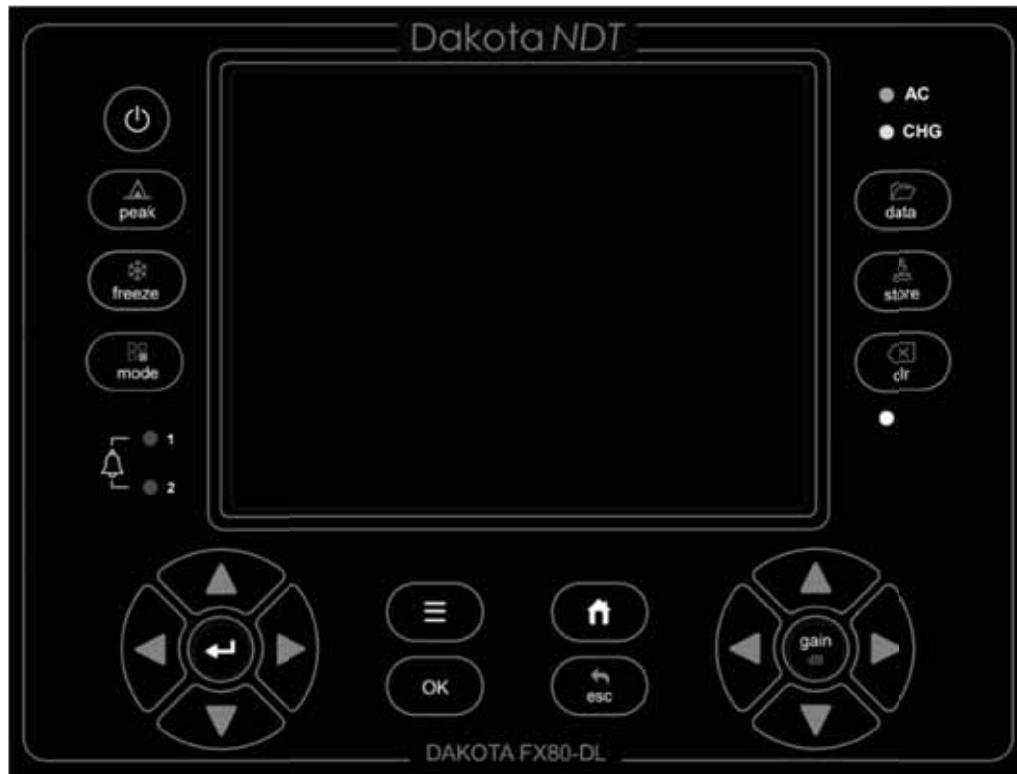 Dakota NDT
AC
CHG
peak
data
freeze
store
mode
clr
1
2
gain
OK
esc
DAKOTA FX80-DL